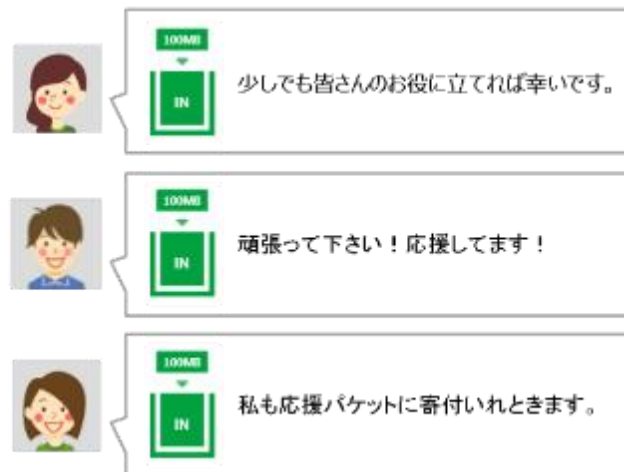 100MB
IN
少しでも皆さんのお役に立てれば幸いです。
100MB
IN
頑張って下さい！応援してます！
100MB
IN
私も応援パケットに寄付いれときます。